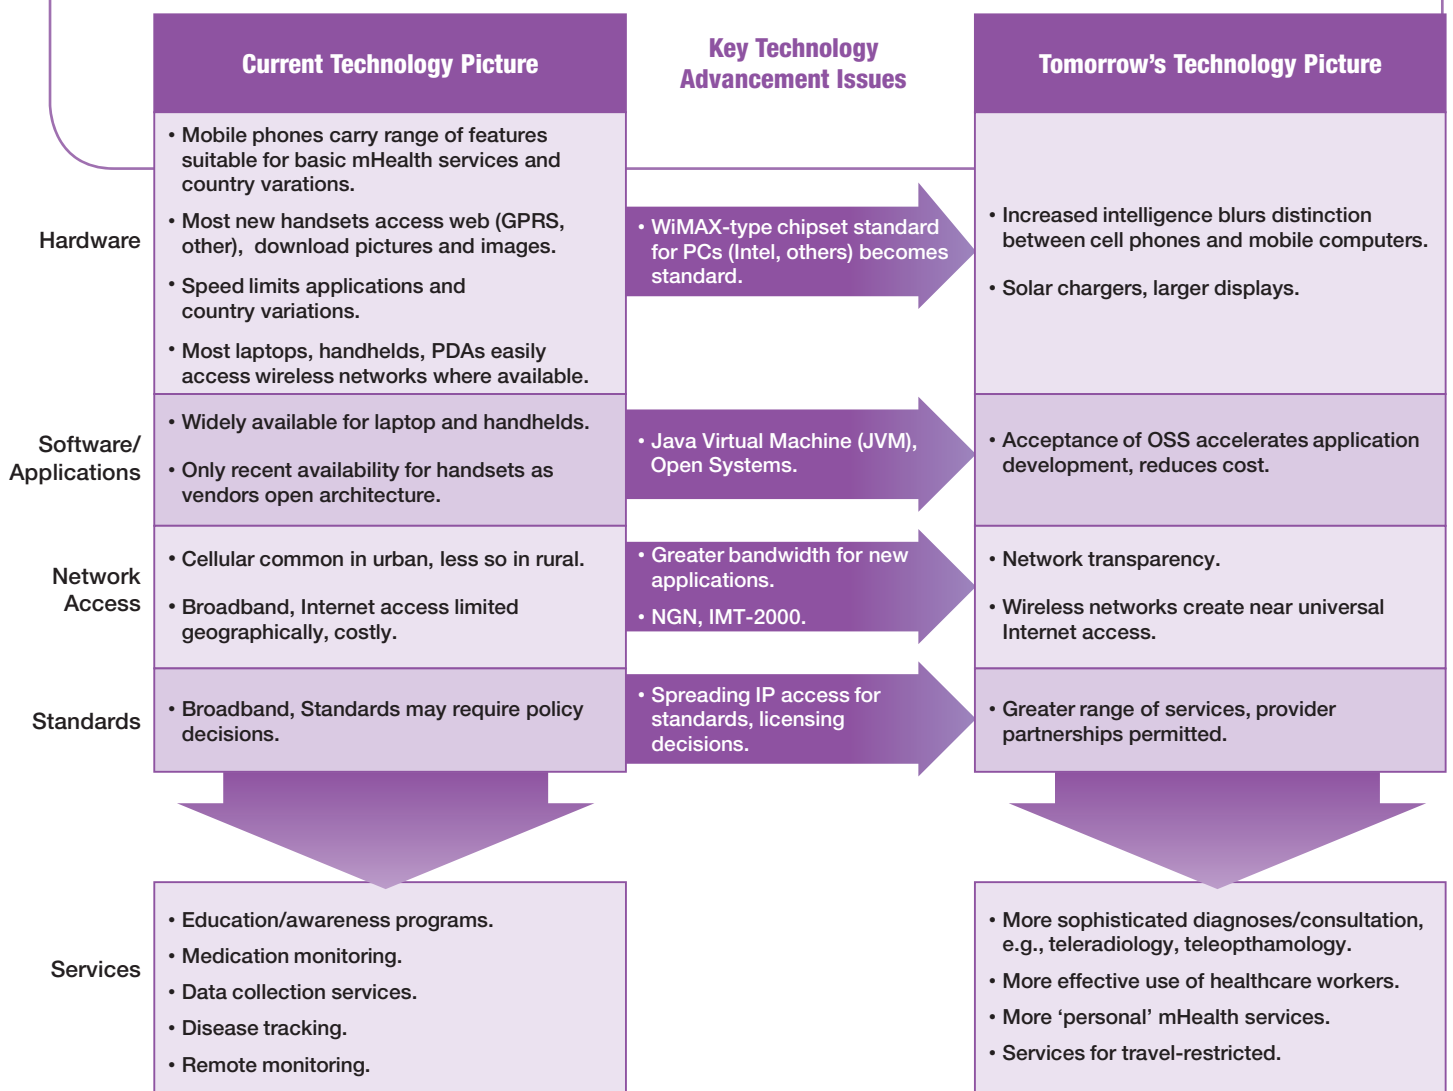 Current Technology Picture
Key Technology
Advancement Issues
Tomorrow's Technology Picture
Hardware
• Mobile phones carry range of features
suitable for basic mHealth services and
country varations.
• Most new handsets access web (GPRS,
other),  download pictures and images.
• Speed limits applications and
country variations.
• Most laptops, handhelds, PDAs easily
access wireless networks where available.
• WiMAX-type chipset standard
for PCs (Intel, others) becomes
standard.
• Increased intelligence blurs distinction
between cell phones and mobile computers.
• Solar chargers, larger displays.
Software/
Applications
• Widely available for laptop and handhelds.
• Only recent availability for handsets as
vendors open architecture.
• Java Virtual Machine (JVM),
Open Systems.
• Acceptance of OSS accelerates application
development, reduces cost.
Network
Access
• Cellular common in urban, less so in rural.
• Broadband, Internet access limited
geographically, costly.
• Greater bandwidth for new
applications.
• NGN, IMT-2000.
• Network transparency.
• Wireless networks create near universal
Internet access.
Standards
• Broadband, Standards may require policy
decisions.
• Spreading IP access for
standards, licensing
decisions.
• Greater range of services, provider
partnerships permitted.
Services
• Education/awareness programs.
• Medication monitoring.
• Data collection services.
• Disease tracking.
• Remote monitoring.
• More sophisticated diagnoses/consultation,
e.g., teleradiology, teleopthamology.
• More effective use of healthcare workers.
• More ‘personal’ mHealth services.
• Services for travel-restricted.